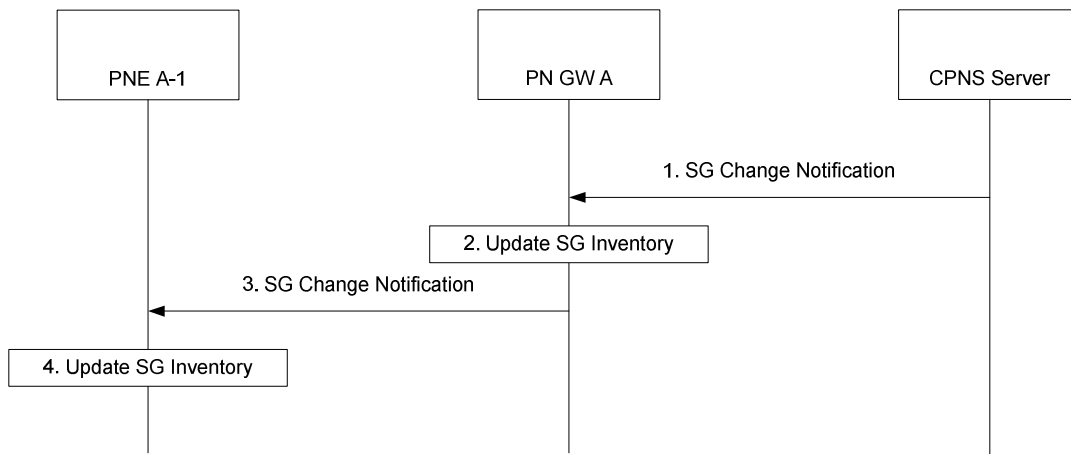 PNE A-1
PN GW A
CPNS Server
1. SG Change Notification
2. Update SG Inventory
3. SG Change Notification
4. Update SG Inventory